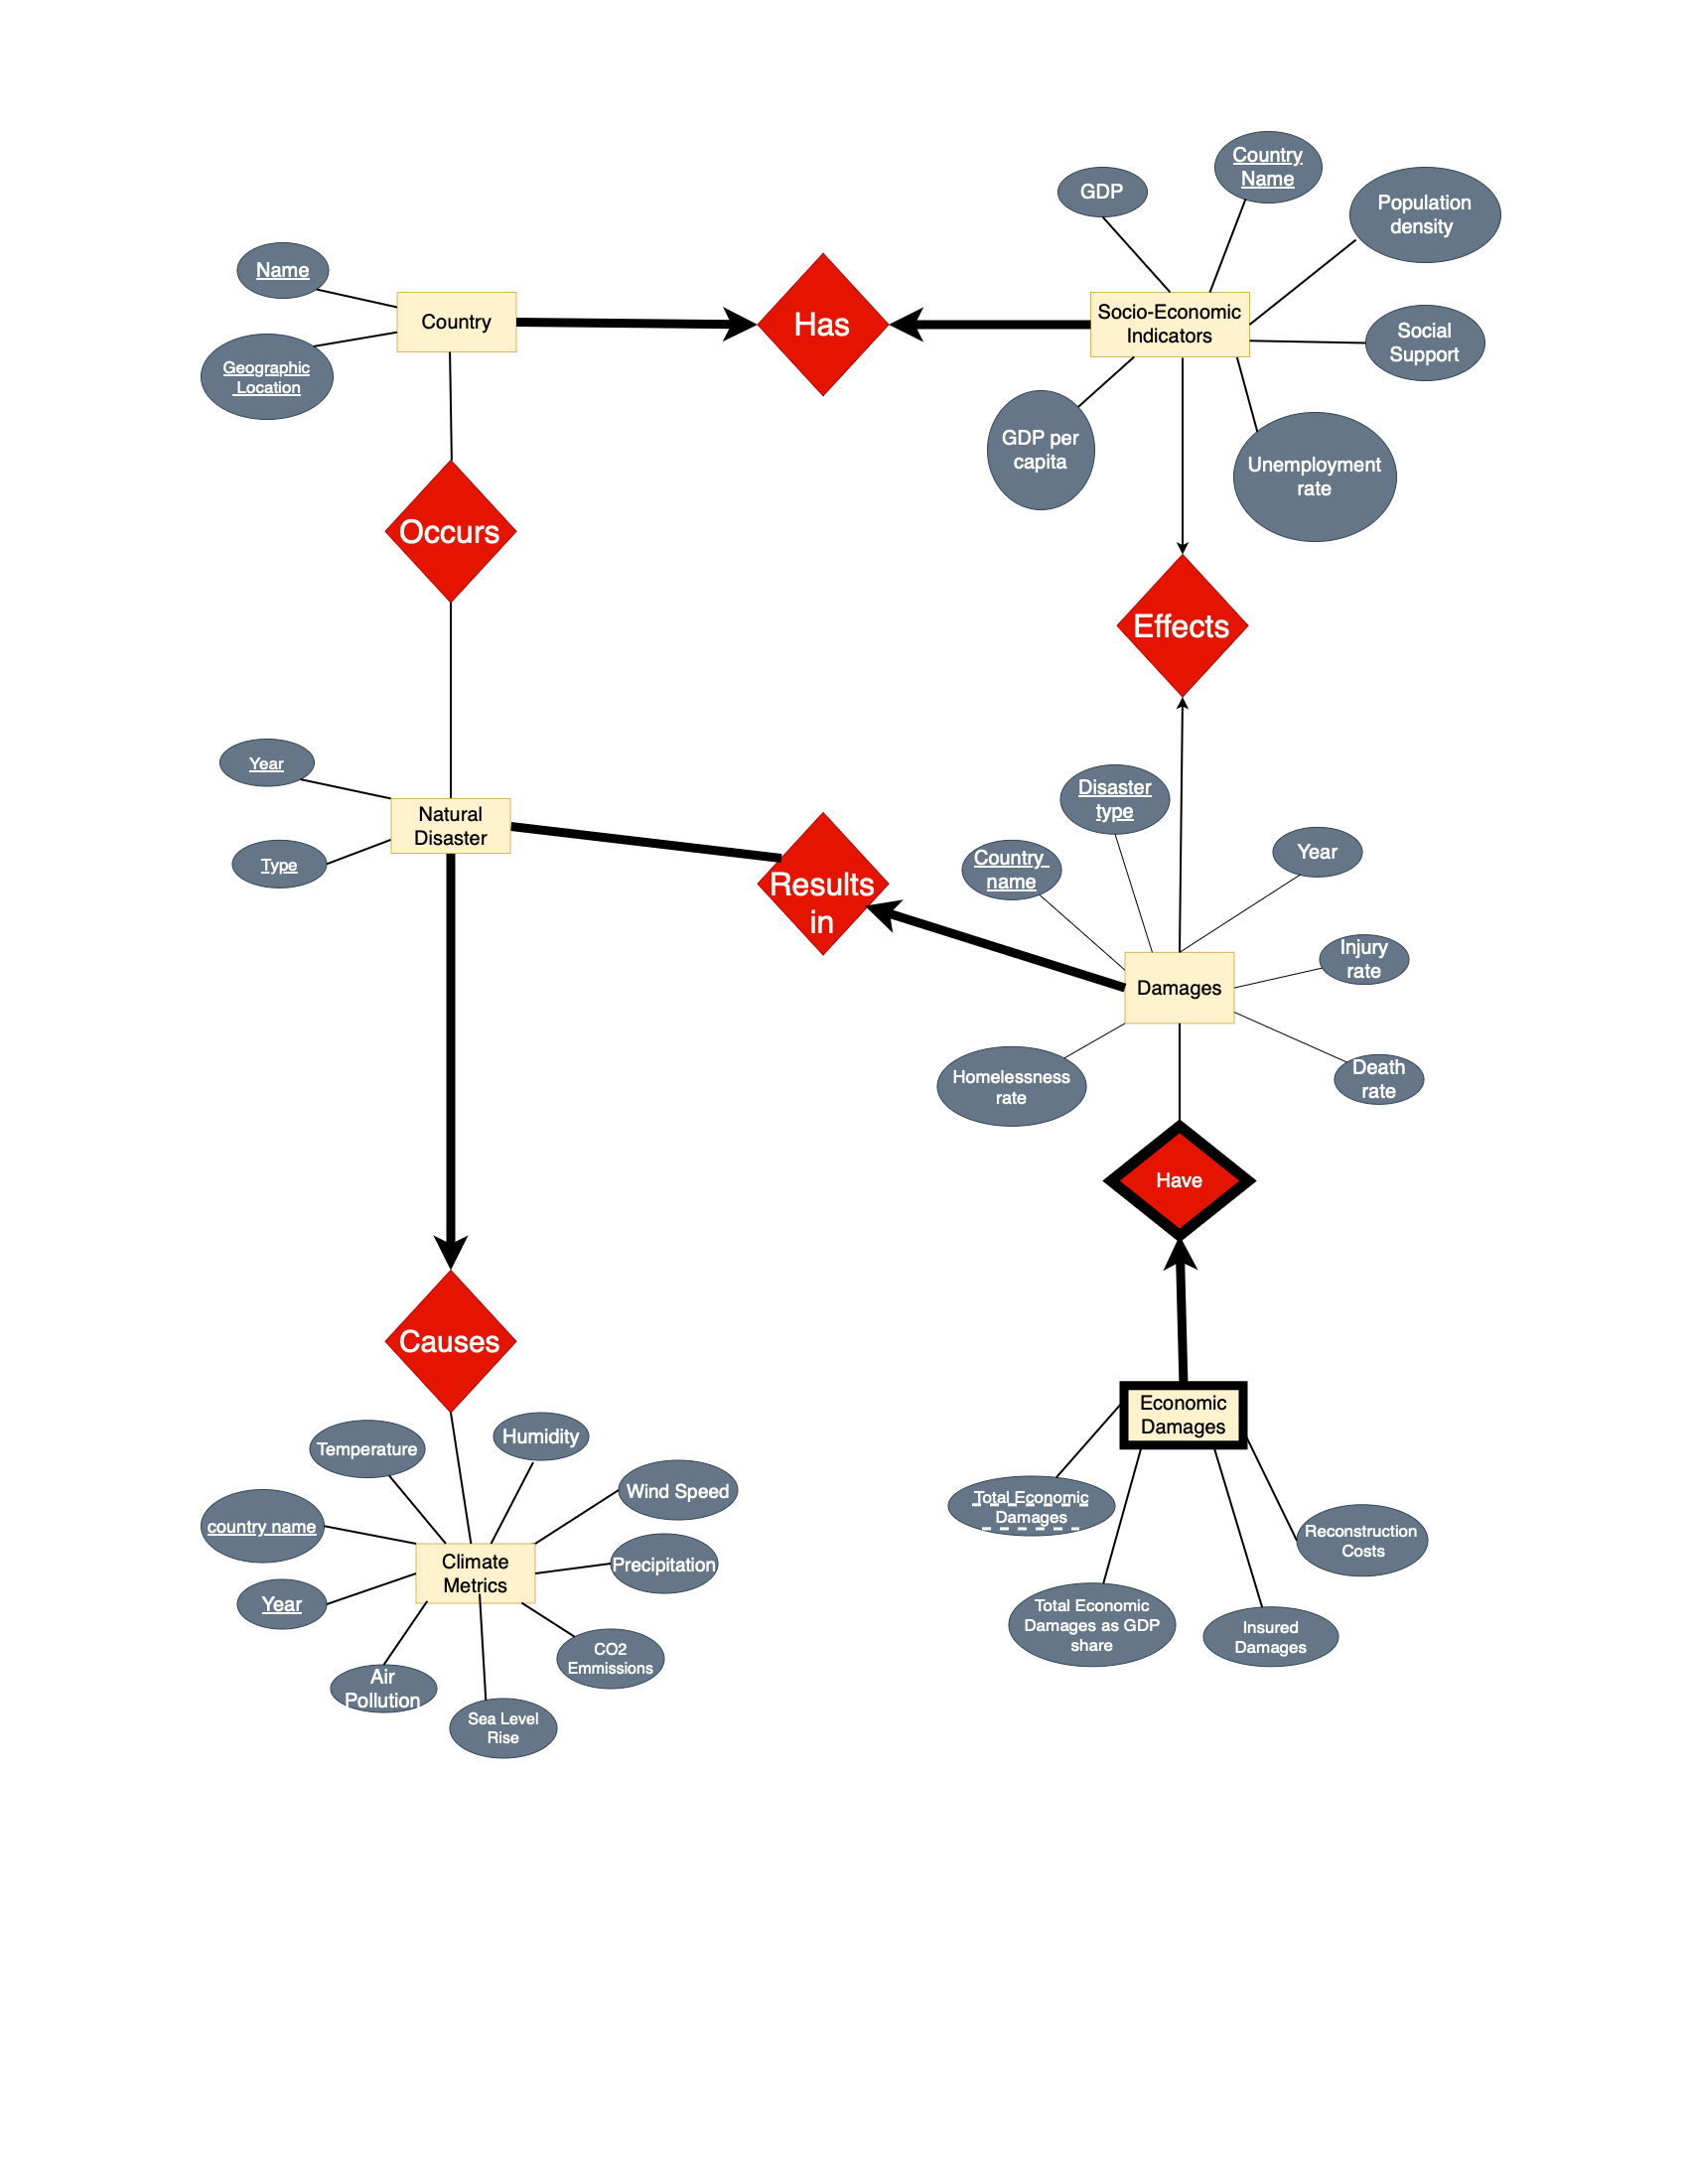 Country
Name
GDP
Population
density
Name
Geographic
Location
Country
Has
Socio-Economic
Indicators
Social
Support
GDP per
capita
Unemployment
rate
Occurs
Effects
Year
Natural
Disaster
Type
Disaster
type
Country
name
Year
Results
in
Injury
rate
Damages
Homelessness
rate
Death
rate
Have
Causes
Economic
Damages
Temperature
Humidity
Wind Speed
country name
Precipitation
Climate
Metrics
Year
Air
Pollution
CO2
Emmissions
Sea Level
Rise
Total Economic
Damages
Reconstruction
Costs
Total Economic
Damages as GDP
share
Insured
Damages